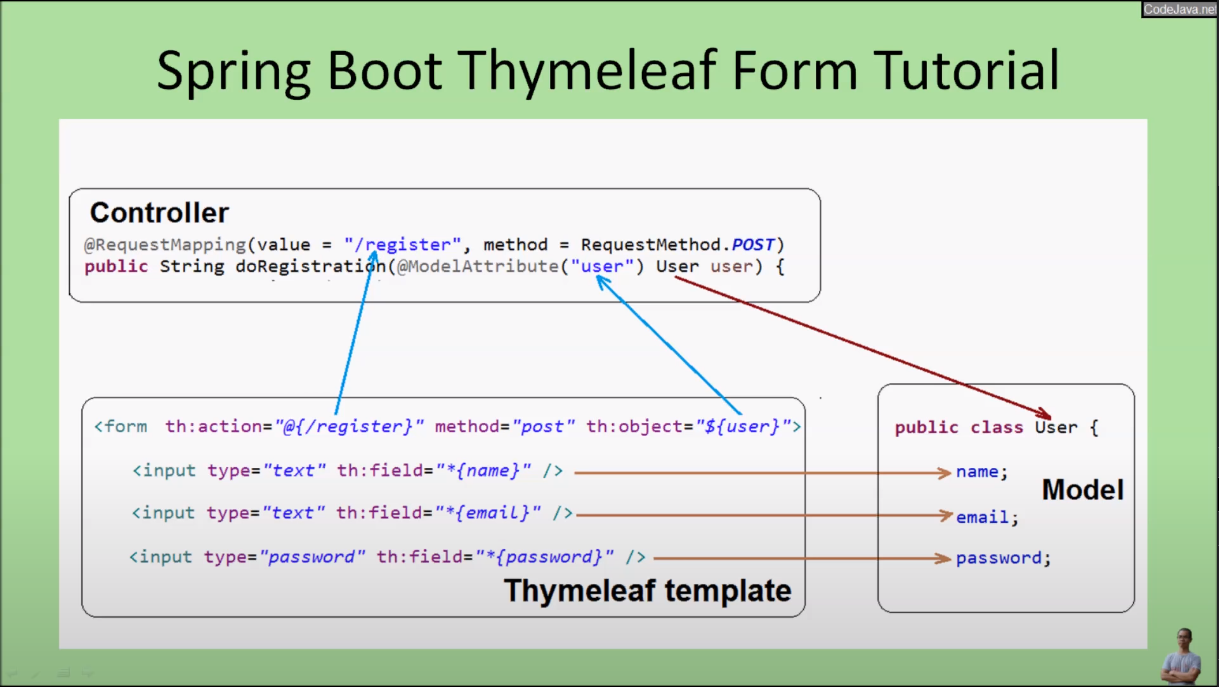 CodeJava.net
Spring Boot Thymeleaf Form Tutorial
Controller
@RequestMapping(value = "/register", method = RequestMethod.POST)
public String doRegistration(@ModelAttribute("user") User user) {
<form th:action="@{/register}" method="post" th:object="${user}">
<input type="text" th:field="*{name}" />
<input type="text" th:field="*{email}" />
<input type="password" th:field="*{password}" />
Thymeleaf template
public class User {
name;
Model
email;
password;